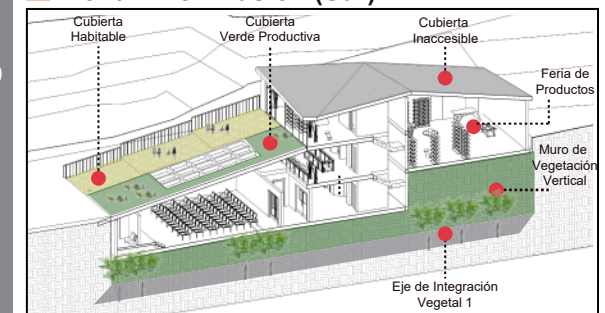 Cubierta
Habitable
Cubierta
Verde Productiva
Cubierta
Inaccesible
Feria de
Productos
Muro de
Vegetación
Vertical
Eje de Integración
Vegetal 1